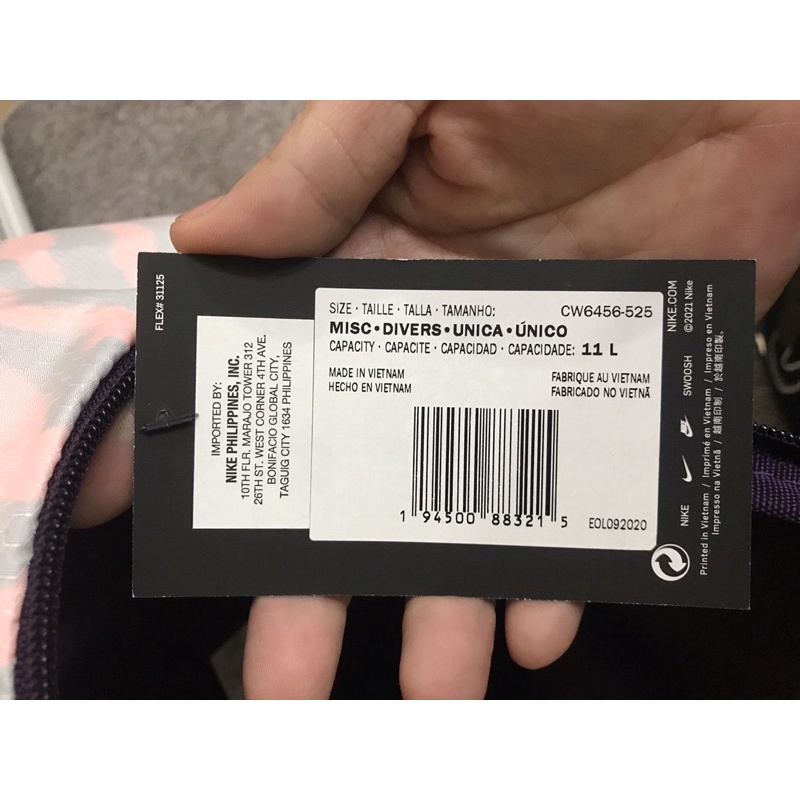 FLEX# 31125
IMPORTED BY:
NIKE PHILIPPINES, INC.
10TH FLR. MARAJO TOWER 312
26TH ST. WEST CORNER 4TH AVE.
BONIFACIO GLOBAL CITY,
TAGUIG CITY 1634 PHILIPPINES
SIZE · TAILLE · TALLA · TAMANHO: CW6456-525
MISC · DIVERS · UNICA · ÚNICO
CAPACITY · CAPACITE · CAPACIDAD · CAPACIDADE: 11 L
MADE IN VIETNAM FABRIQUE AU VIETNAM
HECHO EN VIETNAM FABRICADO NO VIETNÃ
1 94500 88321 5
EOL092020
NIKE SWOOSH NIKE.COM
©2021 Nike
Printed in Vietnam / Imprimé en Vietnam / Impreso en Vietnam
Impresso na Vietnã / 越南印制 / 於越南印製。